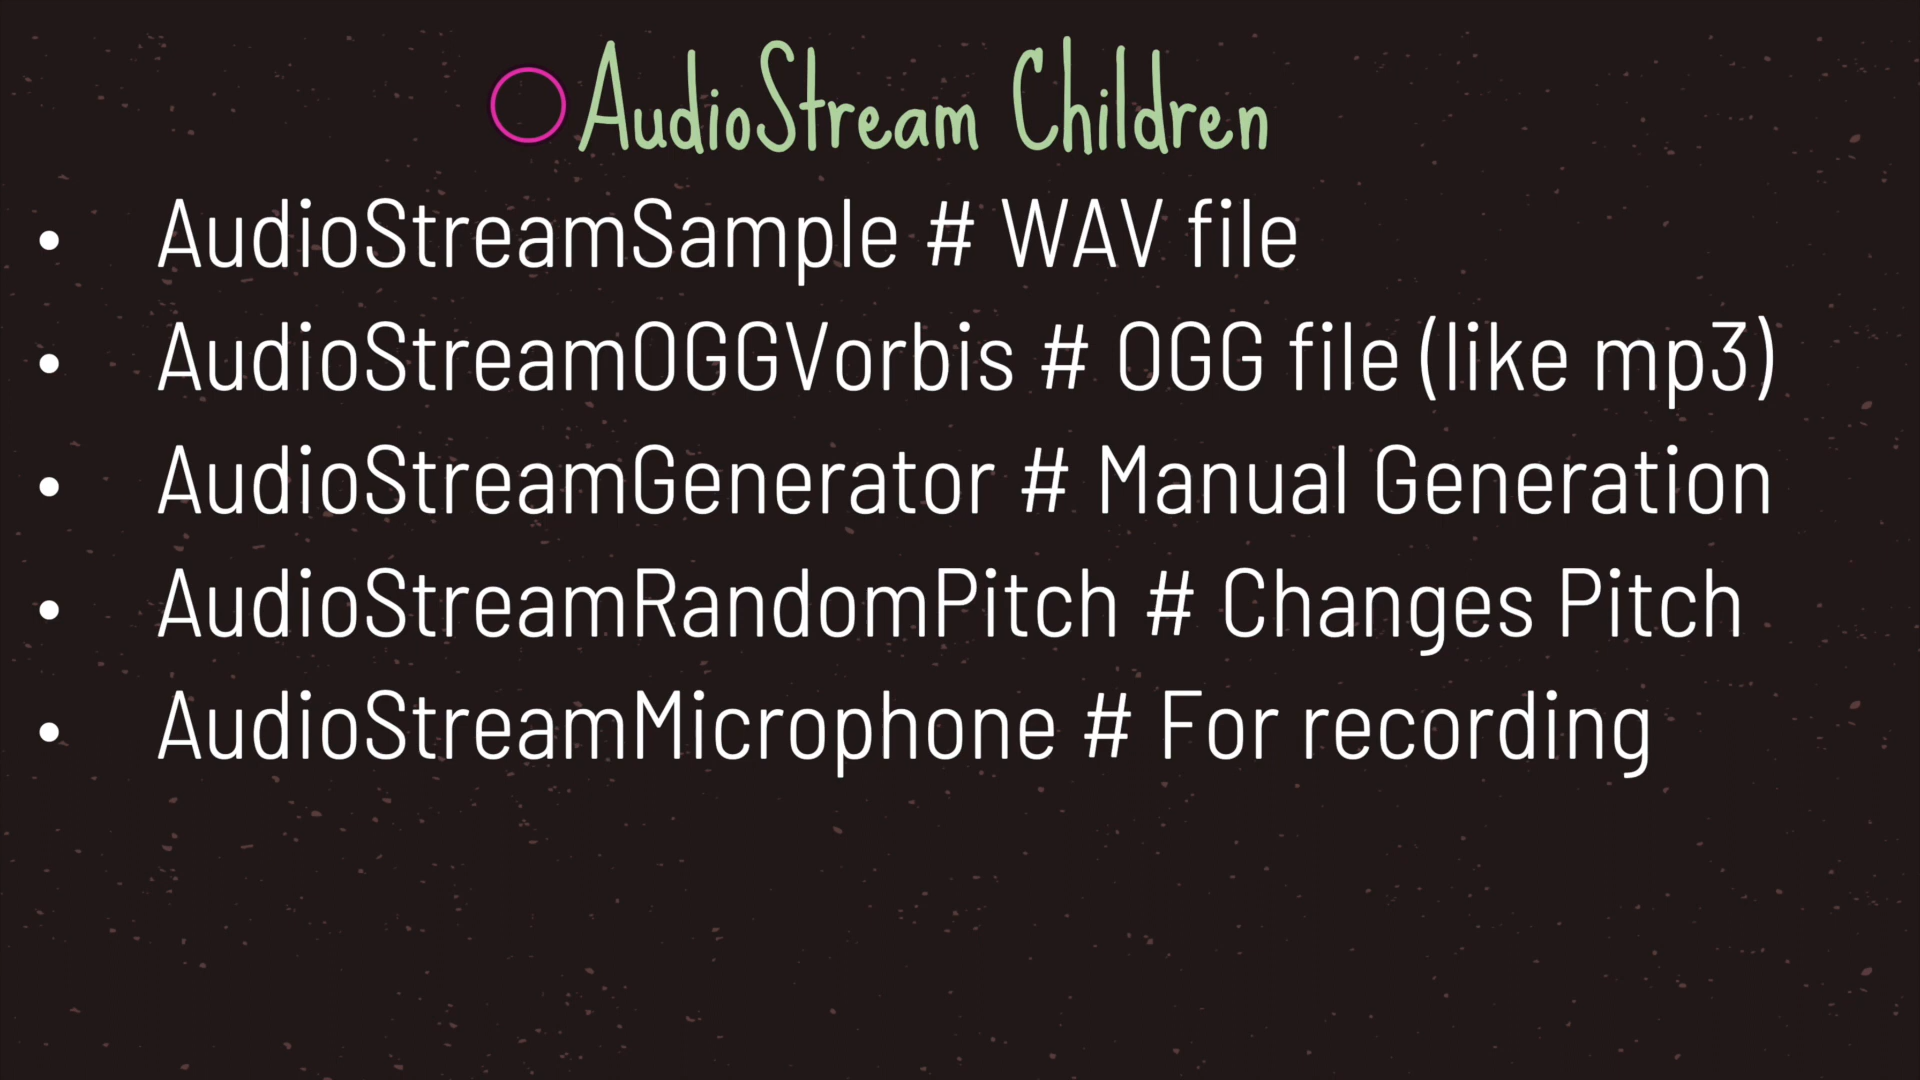 AudioStream Children
• AudioStreamSample # WAV file
• AudioStreamOGGVorbis # OGG file (like mp3)
• AudioStreamGenerator # Manual Generation
• AudioStreamRandomPitch # Changes Pitch
• AudioStreamMicrophone # For recording